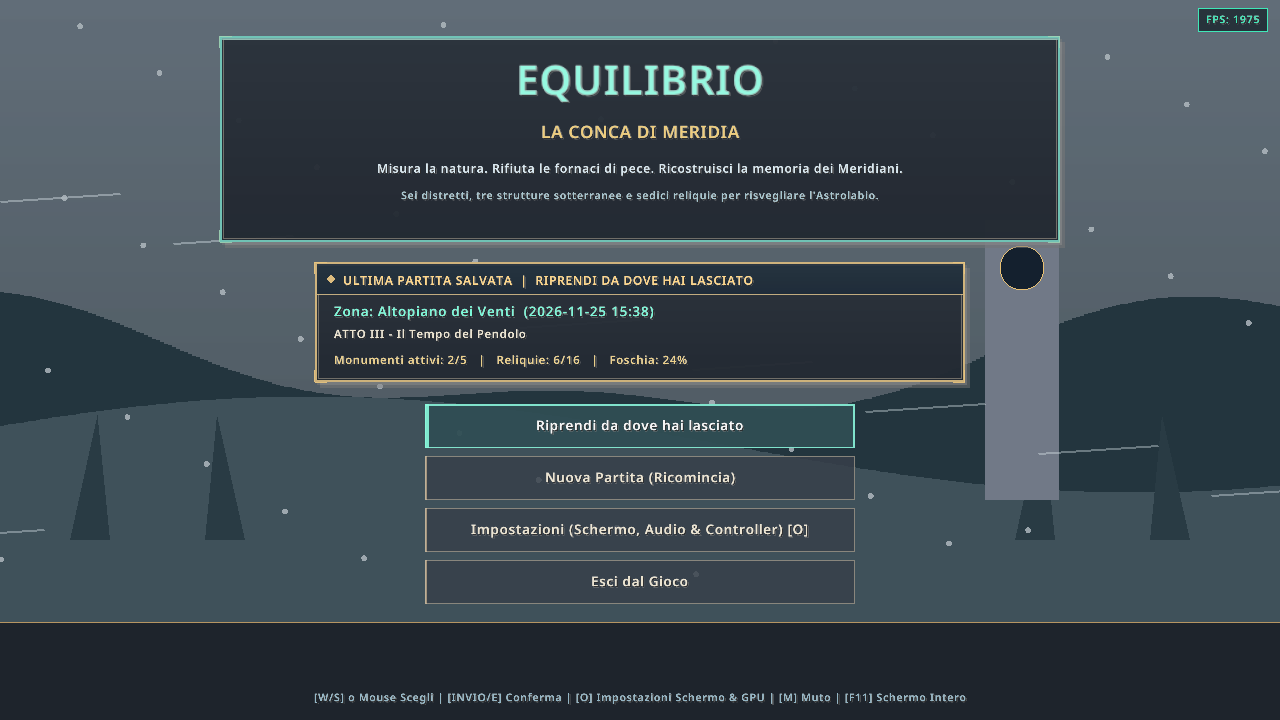 FPS: 1975
EQUILIBRIO
LA CONCA DI MERIDIA
Misura la natura. Rifiuta le fornaci di pece. Ricostruisci la memoria dei Meridiani.
Sei distretti, tre strutture sotterranee e sedici reliquie per risvegliare l'Astrolabio.
◆ ULTIMA PARTITA SALVATA | RIPRENDI DA DOVE HAI LASCIATO
Zona: Altopiano dei Venti (2026-11-25 15:38)
ATTO III - Il Tempo del Pendolo
Monumenti attivi: 2/5 | Reliquie: 6/16 | Foschia: 24%
Riprendi da dove hai lasciato
Nuova Partita (Ricomincia)
Impostazioni (Schermo, Audio & Controller) [O]
Esci dal Gioco
[W/S] o Mouse Scegli | [INVIO/E] Conferma | [O] Impostazioni Schermo & GPU | [M] Muto | [F11] Schermo Intero